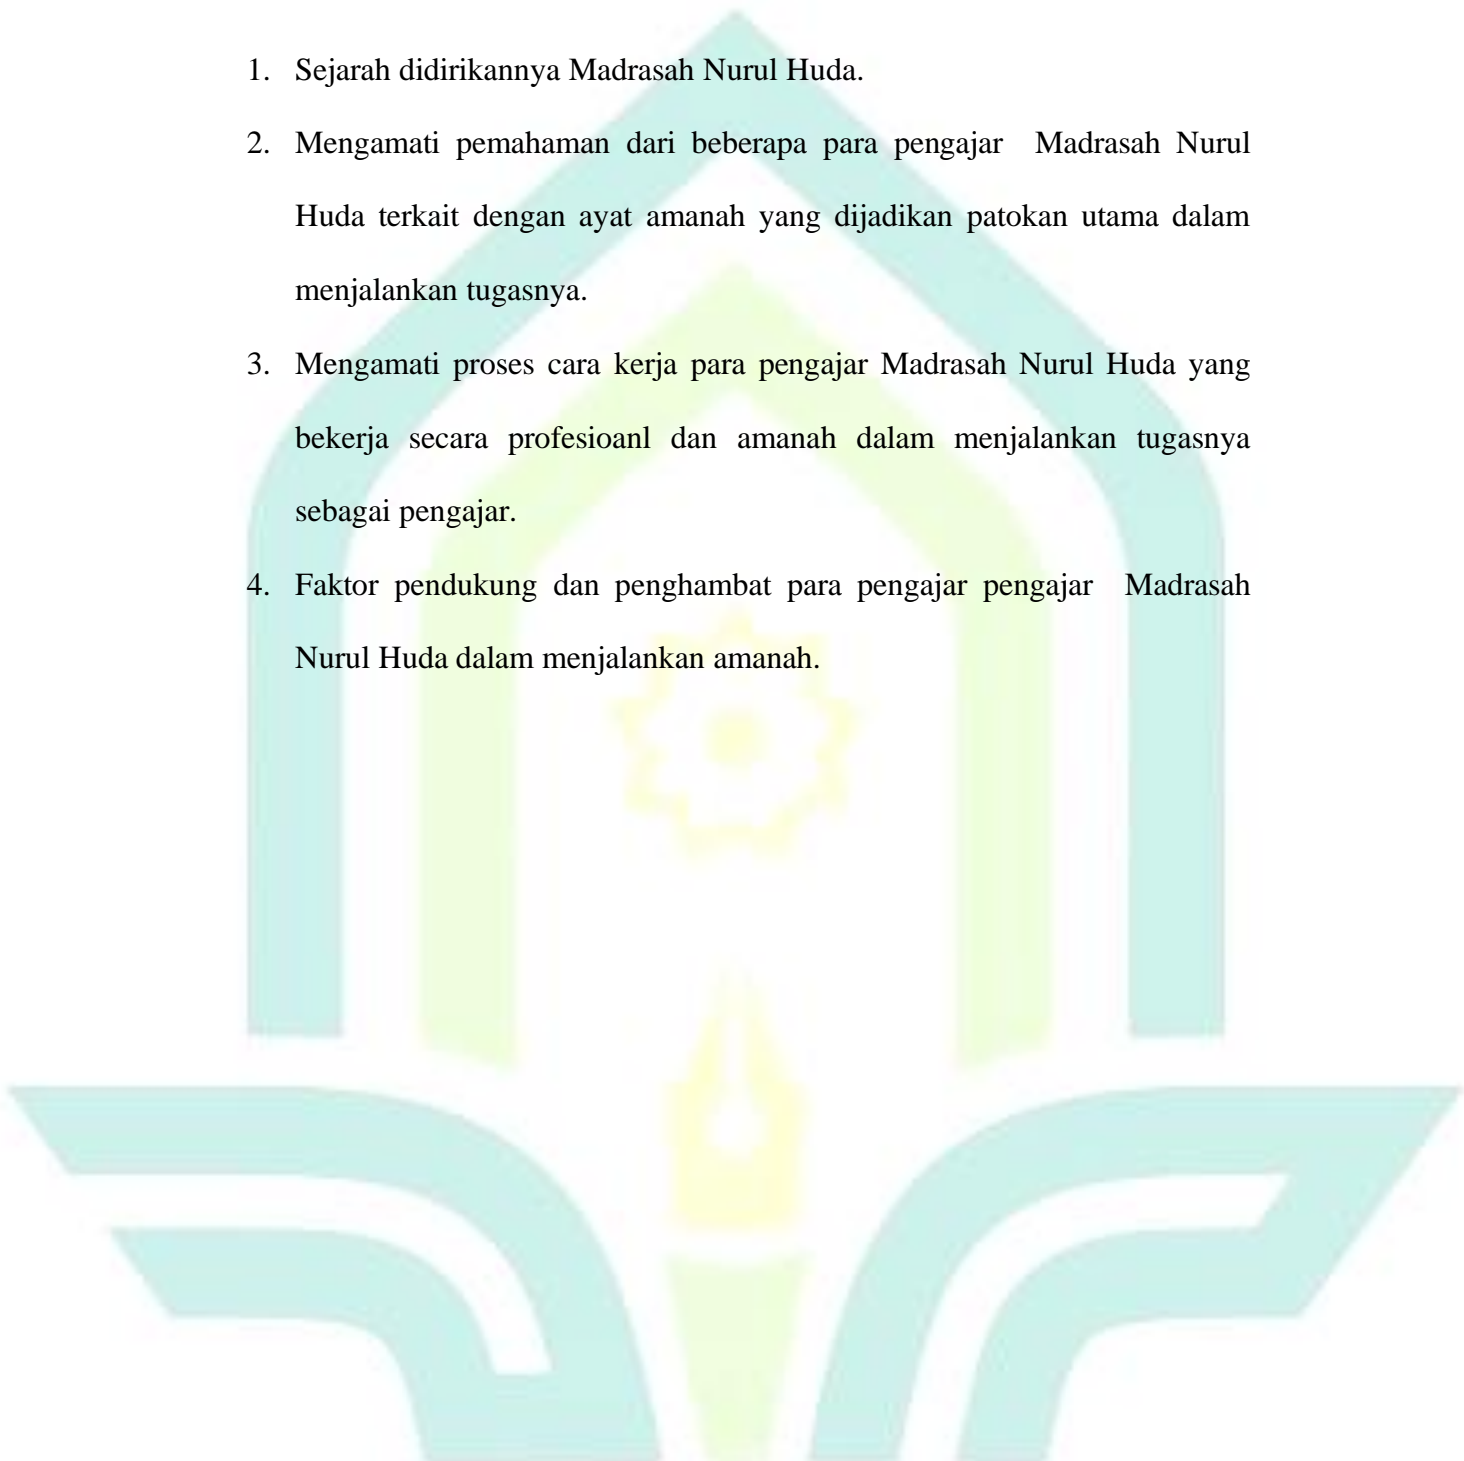 1. Sejarah didirikannya Madrasah Nurul Huda.
2. Mengamati pemahaman dari beberapa para pengajar Madrasah Nurul
Huda terkait dengan ayat amanah yang dijadikan patokan utama dalam
menjalankan tugasnya.
3. Mengamati proses cara kerja para pengajar Madrasah Nurul Huda yang
bekerja secara profesioanl dan amanah dalam menjalankan tugasnya
sebagai pengajar.
4. Faktor pendukung dan penghambat para pengajar pengajar Madrasah
Nurul Huda dalam menjalankan amanah.